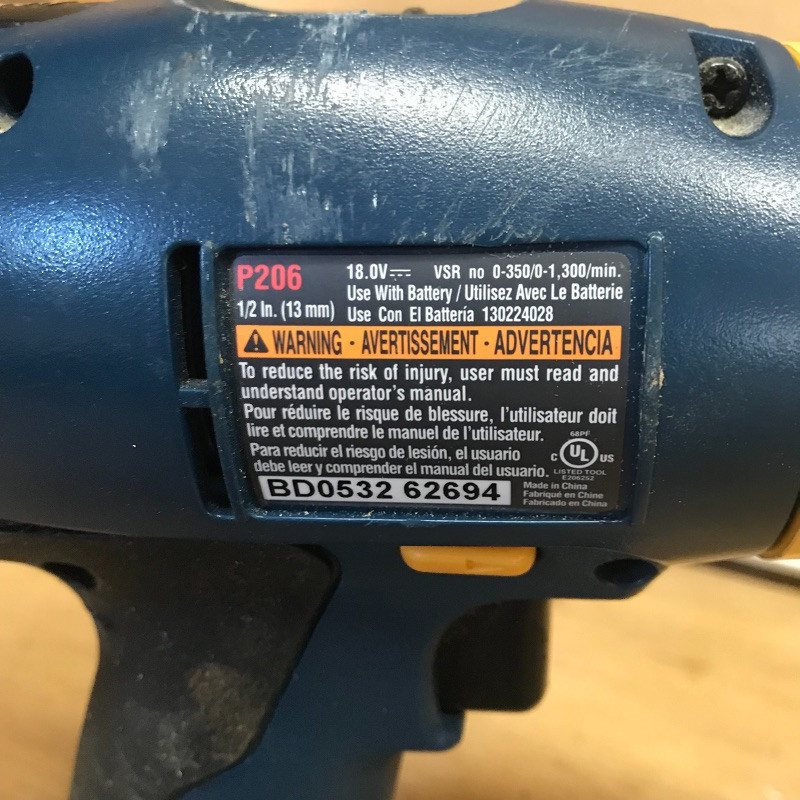 P206 18.0V⎓ VSR no 0-350/0-1,300/min.
1/2 In. (13 mm) Use With Battery / Utilisez Avec Le Batterie
Use Con El Batería 130224028
⚠ WARNING · AVERTISSEMENT · ADVERTENCIA
To reduce the risk of injury, user must read and
understand operator's manual.
Pour réduire le risque de blessure, l'utilisateur doit
lire et comprendre le manuel de l'utilisateur.
Para reducir el riesgo de lesión, el usuario
debe leer y comprender el manual del usuario.
68PF
C UL US
LISTED TOOL
E206252
BD0532 62694
Made in China
Fabriqué en Chine
Fabricado en China